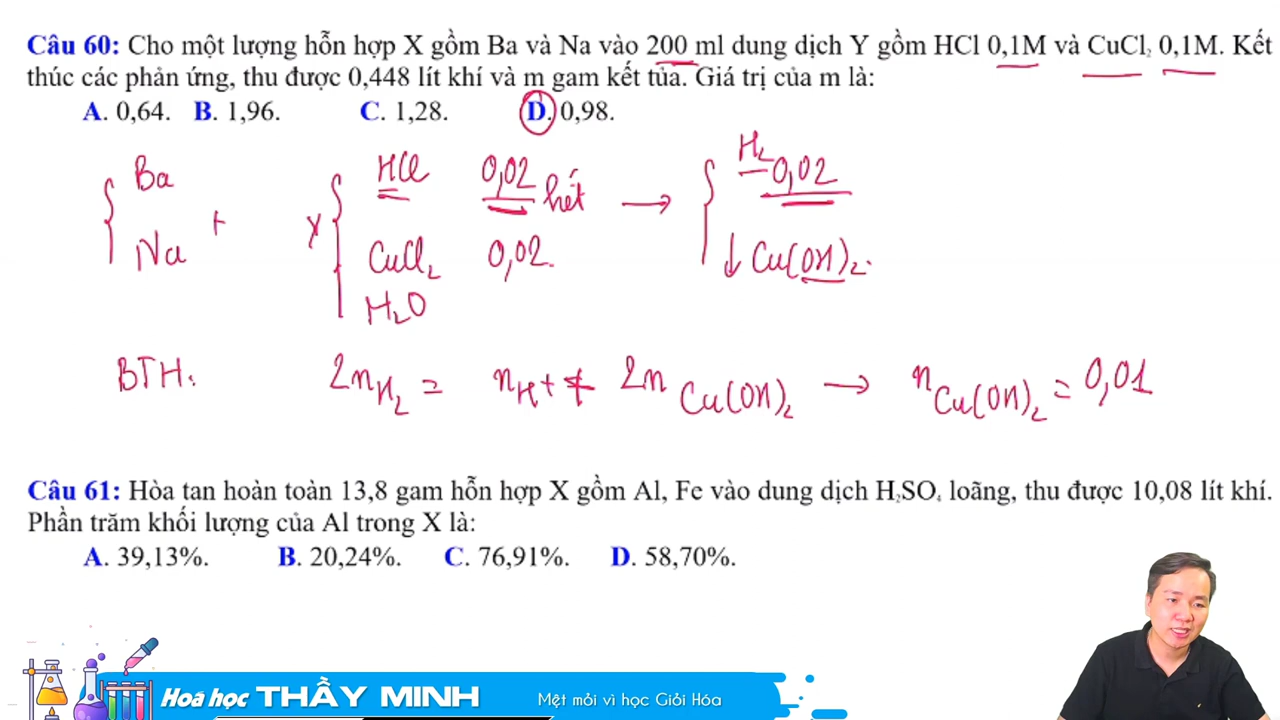 Câu 60: Cho một lượng hỗn hợp X gồm Ba và Na vào 200 ml dung dịch Y gồm HCl 0,1M và CuCl₂ 0,1M. Kết
thúc các phản ứng, thu được 0,448 lít khí và m gam kết tủa. Giá trị của m là:
A. 0,64. B. 1,96. C. 1,28. D. 0,98.
Ba + Y HCl 0,02 hết → H₂ 0,02
Na CuCl₂ 0,02. ↓ Cu(OH)₂.
H₂O
BTH: 2n H₂ = n H+ + 2n Cu(OH)₂ → n Cu(OH)₂ = 0,01
Câu 61: Hòa tan hoàn toàn 13,8 gam hỗn hợp X gồm Al, Fe vào dung dịch H₂SO₄ loãng, thu được 10,08 lít khí.
Phần trăm khối lượng của Al trong X là:
A. 39,13%. B. 20,24%. C. 76,91%. D. 58,70%.
Hoá học THẦY MINH Mệt mỏi vì học Giỏi Hóa